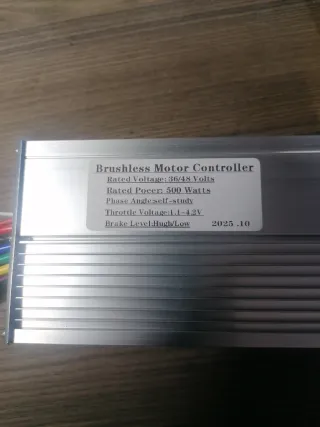 Brushless Motor Controller
Rated Voltage: 36/48 Volts
Rated Pocer: 500 Watts
Phase Angle:self-study
Throttle Voltage:1.1-4.2V
Brake Level:Hugh/Low 2025 .10